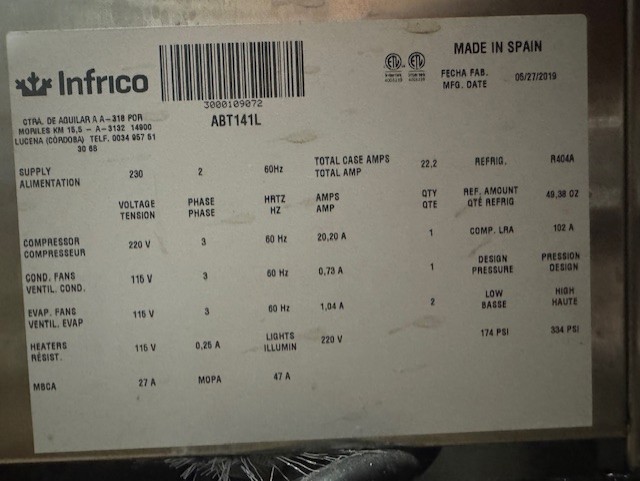 Infrico
3000109072
ABT141L
MADE IN SPAIN
FECHA FAB.
MFG. DATE
05/27/2019
CTRA. DE AGUILAR A A-318 POR
MORILES KM 15,5 - A-3132 14900
LUCENA (CÓRDOBA) TELF. 0034 957 51
30 68
SUPPLY 230 2 60Hz TOTAL CASE AMPS 22,2 REFRIG. R404A
ALIMENTATION TOTAL AMP
VOLTAGE PHASE HRTZ AMPS QTY REF. AMOUNT 49,38 OZ
TENSION PHASE HZ AMP QTE QTÉ REFRIG
COMPRESSOR 220 V 3 60 Hz 20,20 A 1 COMP. LRA 102 A
COMPRESSEUR
COND. FANS 115 V 3 60 Hz 0,73 A 1 DESIGN PRESSION
VENTIL. COND. PRESSURE DESIGN
EVAP. FANS 115 V 3 60 Hz 1,04 A 2 LOW HIGH
VENTIL. EVAP BASSE HAUTE
HEATERS 115 V 0,25 A LIGHTS 220 V 174 PSI 334 PSI
RÉSIST. ILLUMIN
MBCA 27 A MOPA 47 A